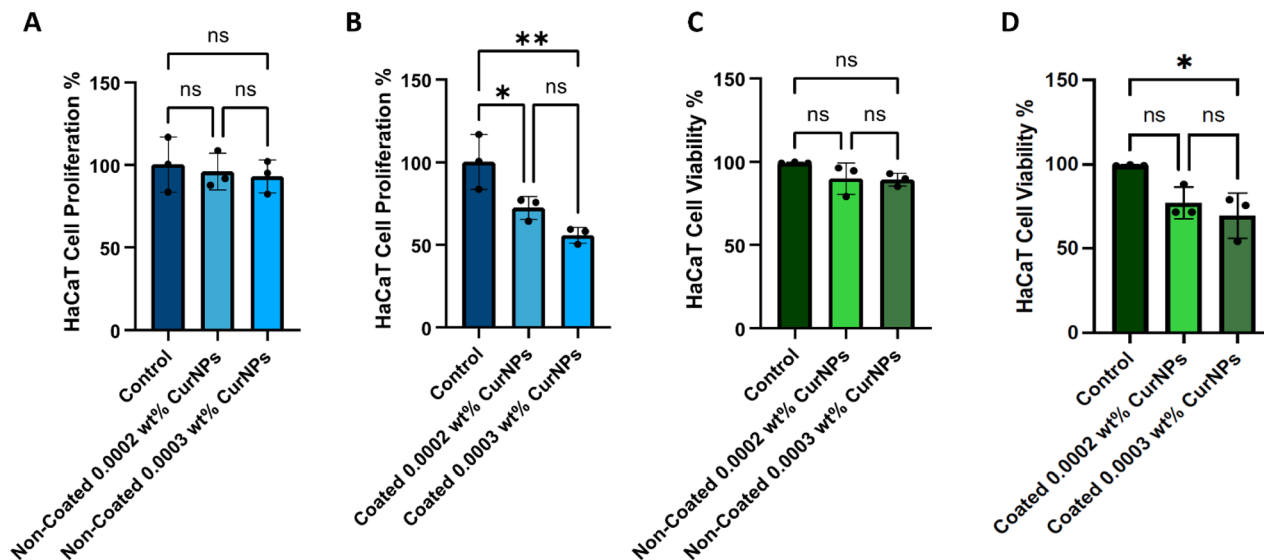 A
HaCaT Cell Proliferation %
150
100
50
0
ns
ns
ns
Control
Non-Coated 0.0002 wt% CurNPs
Non-Coated 0.0003 wt% CurNPs
B
HaCaT Cell Proliferation %
150
100
50
0
**
*
ns
Control
Coated 0.0002 wt% CurNPs
Coated 0.0003 wt% CurNPs
C
HaCaT Cell Viability %
150
100
50
0
ns
ns
ns
Control
Non-Coated 0.0002 wt% CurNPs
Non-Coated 0.0003 wt% CurNPs
D
HaCaT Cell Viability %
150
100
50
0
*
ns
ns
Control
Coated 0.0002 wt% CurNPs
Coated 0.0003 wt% CurNPs